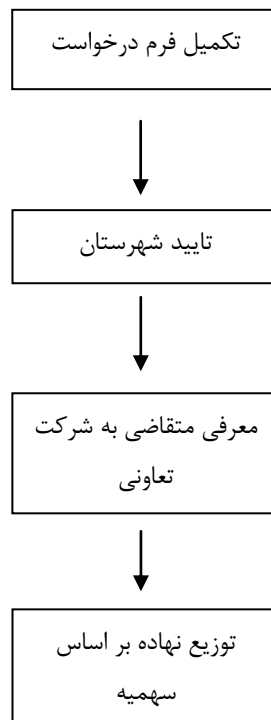 تکمیل فرم درخواست
تایید شهرستان
معرفی متقاضی به شرکت
تعاونی
توزیع نهاده بر اساس
سهمیه